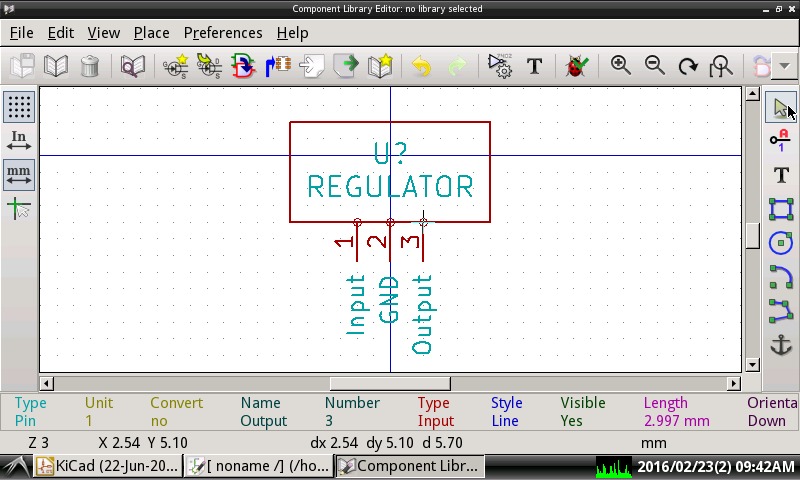 Component Library Editor: no library selected
File Edit View Place Preferences Help
T
In
mm
A
1
T
U?
REGULATOR
1 2 3
Input GND Output
Type Unit Convert Name Number Type Style Visible Length Orienta
Pin 1 no Output 3 Input Line Yes 2.997 mm Down
Z 3 X 2.54 Y 5.10 dx 2.54 dy 5.10 d 5.70 mm
KiCad (22-Jun-20... [ noname /] (/ho... Component Libr... 2016/02/23(2) 09:42AM